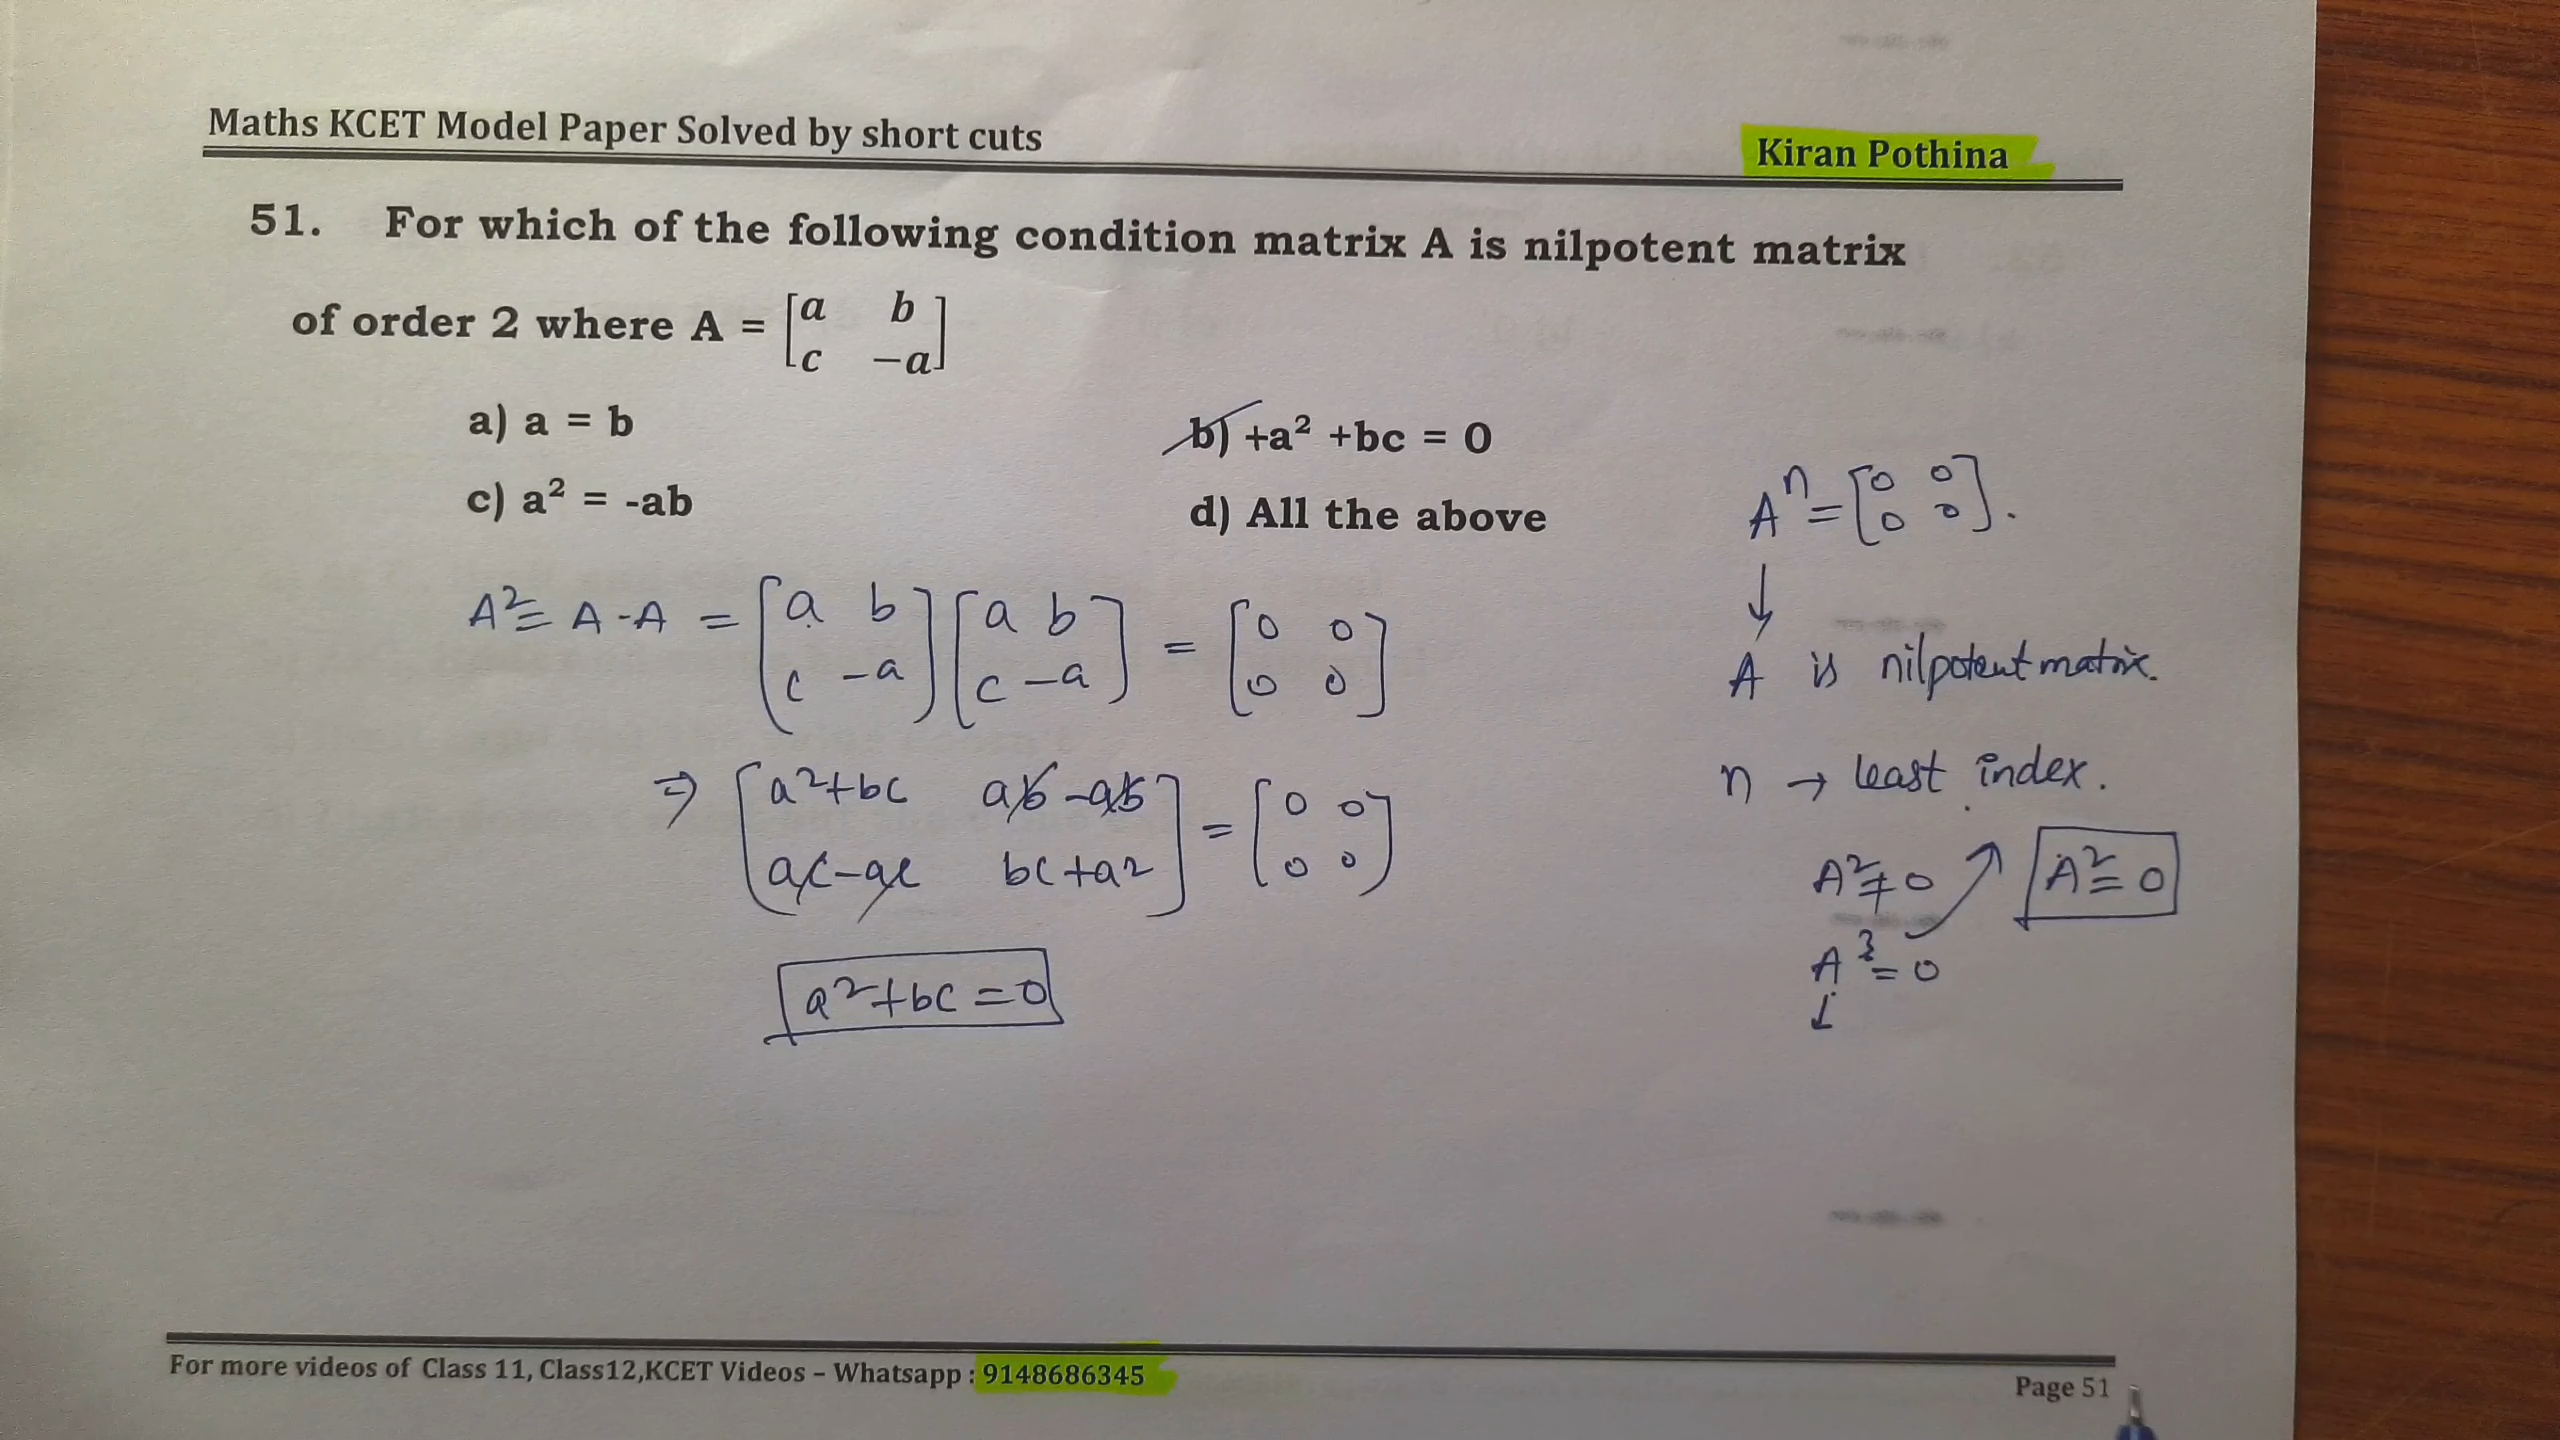 Maths KCET Model Paper Solved by short cuts
Kiran Pothina
51. For which of the following condition matrix A is nilpotent matrix
of order 2 where A = [a b
c −a]
a) a = b
b) +a² +bc = 0
c) a² = -ab
d) All the above
A² = A - A = [a b [a b = [0 0
c -a] c -a] 0 0]
⇒ [a²+bc ab-ab = [0 0
ac-ac bc+a²] 0 0]
a²+bc = 0
Aⁿ = [0 0
0 0].
↓
A is nilpotent matrix.
n → least index.
A² ≠ 0 A² = 0
A³ = 0
↓
For more videos of Class 11, Class12,KCET Videos – Whatsapp : 9148686345
Page 51